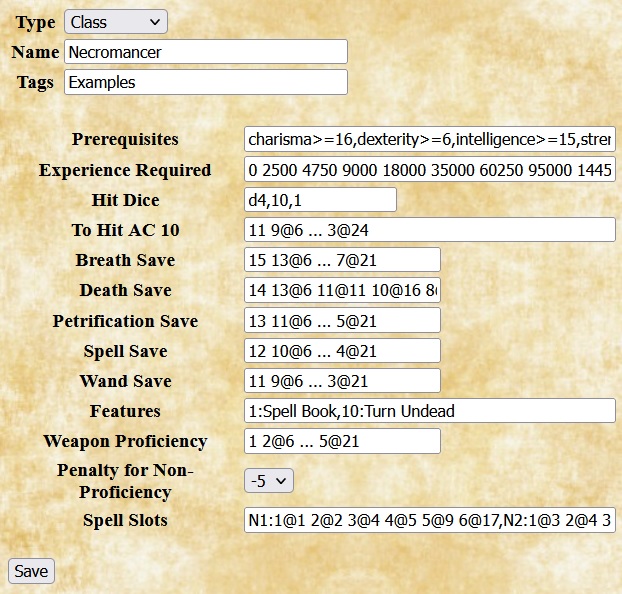 Type Class
Name Necromancer
Tags Examples
Prerequisites charisma>=16,dexterity>=6,intelligence>=15,stren
Experience Required 0 2500 4750 9000 18000 35000 60250 95000 1445
Hit Dice d4,10,1
To Hit AC 10 11 9@6 ... 3@24
Breath Save 15 13@6 ... 7@21
Death Save 14 13@6 11@11 10@16 8
Petrification Save 13 11@6 ... 5@21
Spell Save 12 10@6 ... 4@21
Wand Save 11 9@6 ... 3@21
Features 1:Spell Book,10:Turn Undead
Weapon Proficiency 1 2@6 ... 5@21
Penalty for Non-
Proficiency -5
Spell Slots N1:1@1 2@2 3@4 4@5 5@9 6@17,N2:1@3 2@4 3
Save